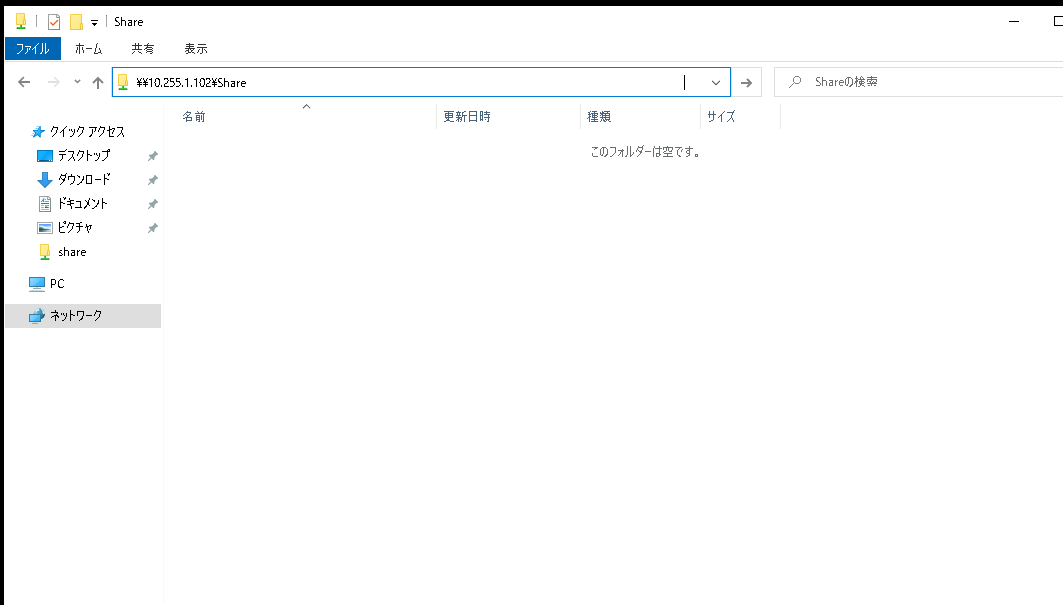 Share
ファイル ホーム 共有 表示
¥¥10.255.1.102¥Share Shareの検索
名前 更新日時 種類 サイズ
このフォルダーは空です。
クイック アクセス
デスクトップ
ダウンロード
ドキュメント
ピクチャ
share
PC
ネットワーク